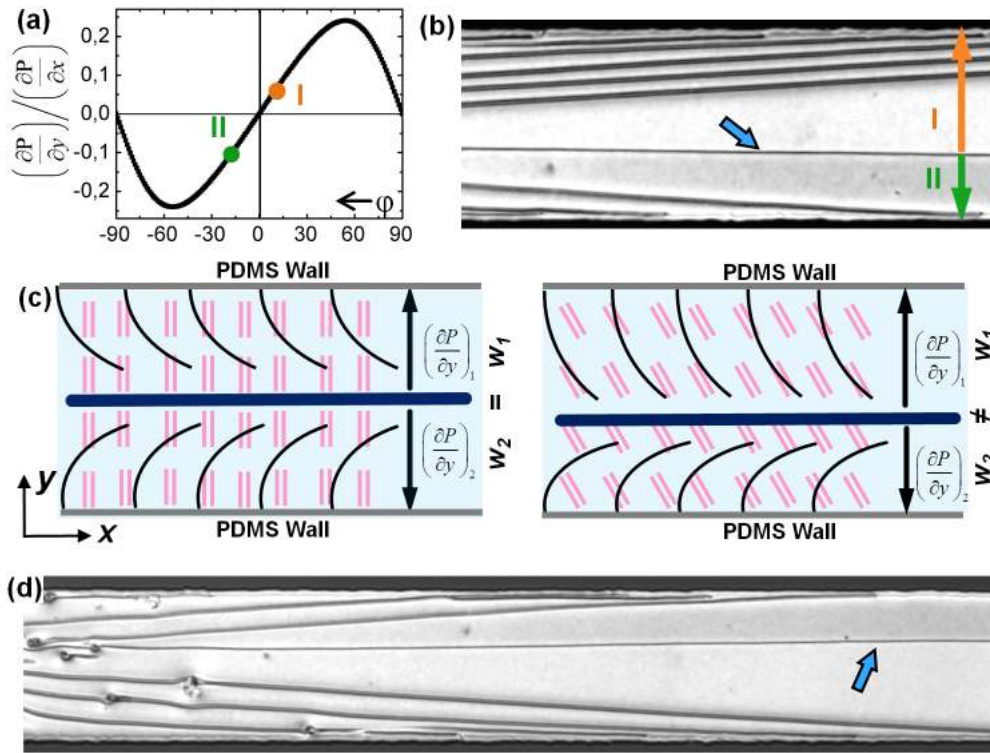 (a)
0,2
0,1
0,0
-0,1
-0,2
(∂P/∂y)/(∂P/∂x)
I
II
φ
-90 -60 -30 0 30 60 90
(b)
I
II
(c)
PDMS Wall
(∂P/∂y)₁
w₁
=
(∂P/∂y)₂
w₂
y
x
PDMS Wall
PDMS Wall
(∂P/∂y)₁
w₁
≠
(∂P/∂y)₂
w₂
PDMS Wall
(d)